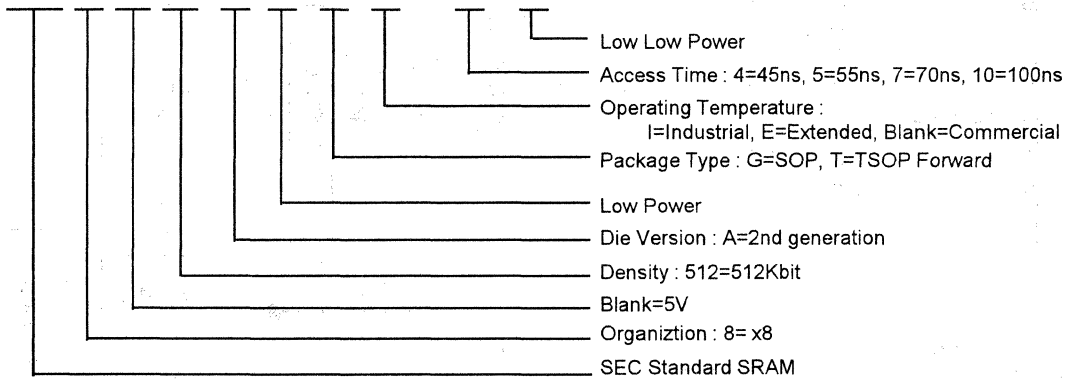 Low Low Power
Access Time : 4=45ns, 5=55ns, 7=70ns, 10=100ns
Operating Temperature :
I=Industrial, E=Extended, Blank=Commercial
Package Type : G=SOP, T=TSOP Forward
Low Power
Die Version : A=2nd generation
Density : 512=512Kbit
Blank=5V
Organiztion : 8= x8
SEC Standard SRAM